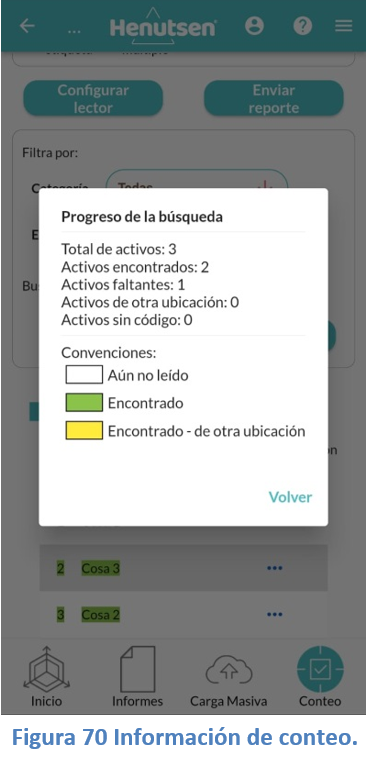 ...
Henutsen
Configurar
lector
Enviar
reporte
Filtra por:
Categoría
Todas
Progreso de la búsqueda
Total de activos: 3
Activos encontrados: 2
Activos faltantes: 1
Activos de otra ubicación: 0
Activos sin código: 0
Convenciones:
Aún no leído
Encontrado
Encontrado - de otra ubicación
Volver
2 Cosa 3 •••
3 Cosa 2 •••
Inicio Informes Carga Masiva Conteo
Figura 70 Información de conteo.